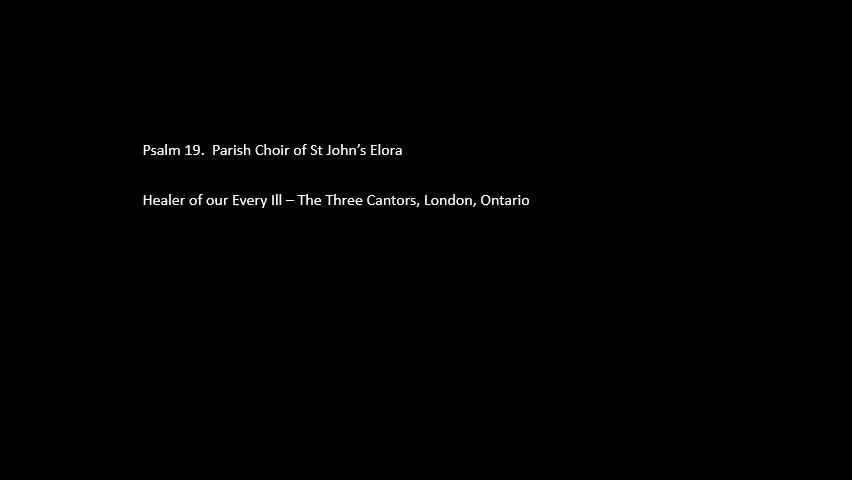 Psalm 19.  Parish Choir of St John’s Elora
Healer of our Every Ill – The Three Cantors, London, Ontario